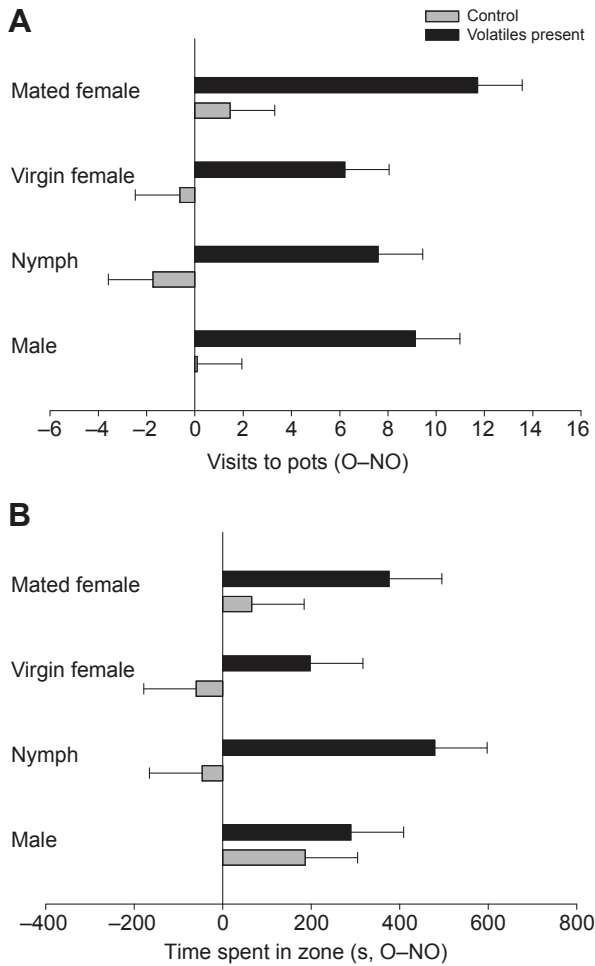 A
Control
Volatiles present
Mated female
Virgin female
Nymph
Male
–6 –4 –2 0 2 4 6 8 10 12 14 16
Visits to pots (O–NO)
B
Mated female
Virgin female
Nymph
Male
–400 –200 0 200 400 600 800
Time spent in zone (s, O–NO)